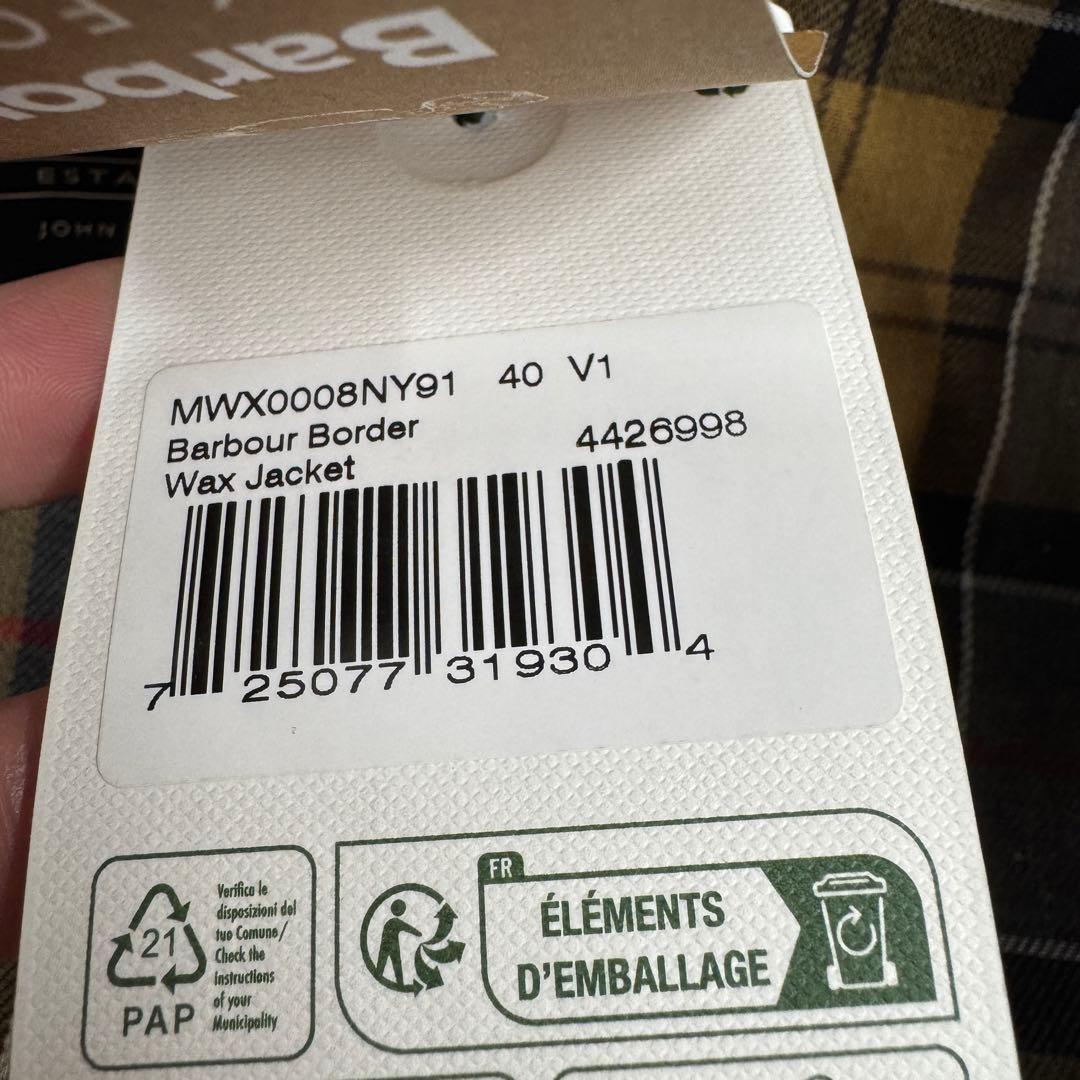 Barbou
ESTA
JOHN
MWX0008NY91 40 V1
Barbour Border 4426998
Wax Jacket
7 25077 31930 4
21
PAP
Verifica le
disposizioni del
tuo Comune/
Check the
instructions
of your
Municipality
FR
ÉLÉMENTS
D'EMBALLAGE